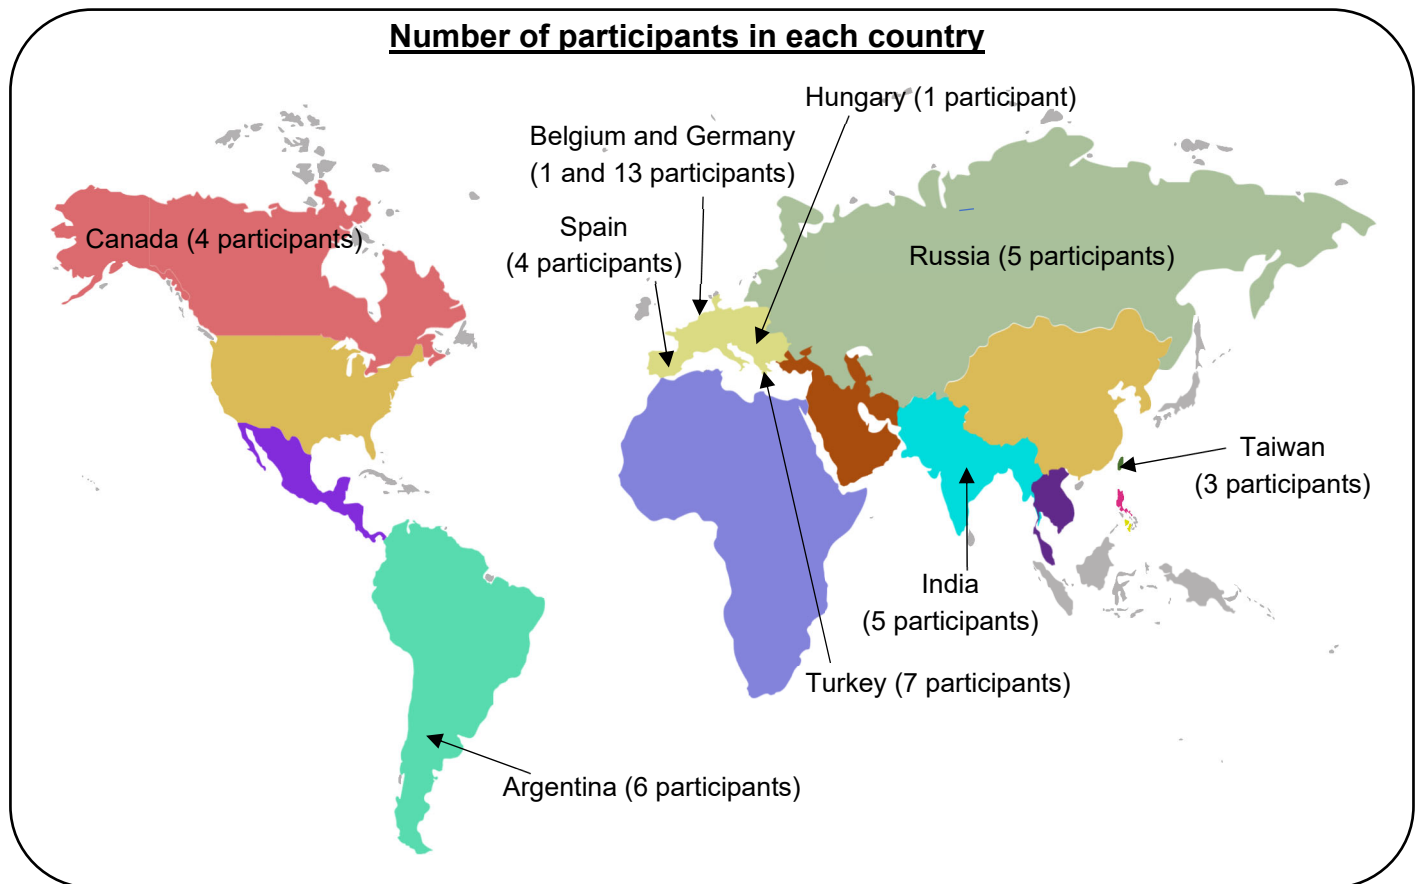 Number of participants in each country
Hungary (1 participant)
Belgium and Germany
(1 and 13 participants)
Spain
(4 participants)
Canada (4 participants)
Russia (5 participants)
Taiwan
(3 participants)
India
(5 participants)
Turkey (7 participants)
Argentina (6 participants)